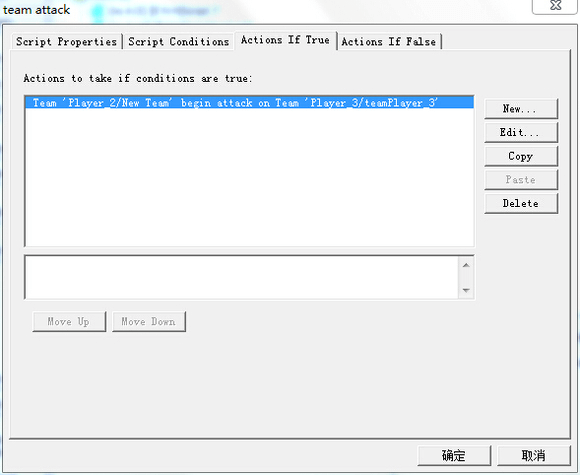 team attack
Script Properties
Script Conditions
Actions If True
Actions If False
Actions to take if conditions are true:
Team 'Player_2/New Team' begin attack on Team 'Player_3/teamPlayer_3'
New...
Edit...
Copy
Paste
Delete
Move Up
Move Down
确定
取消